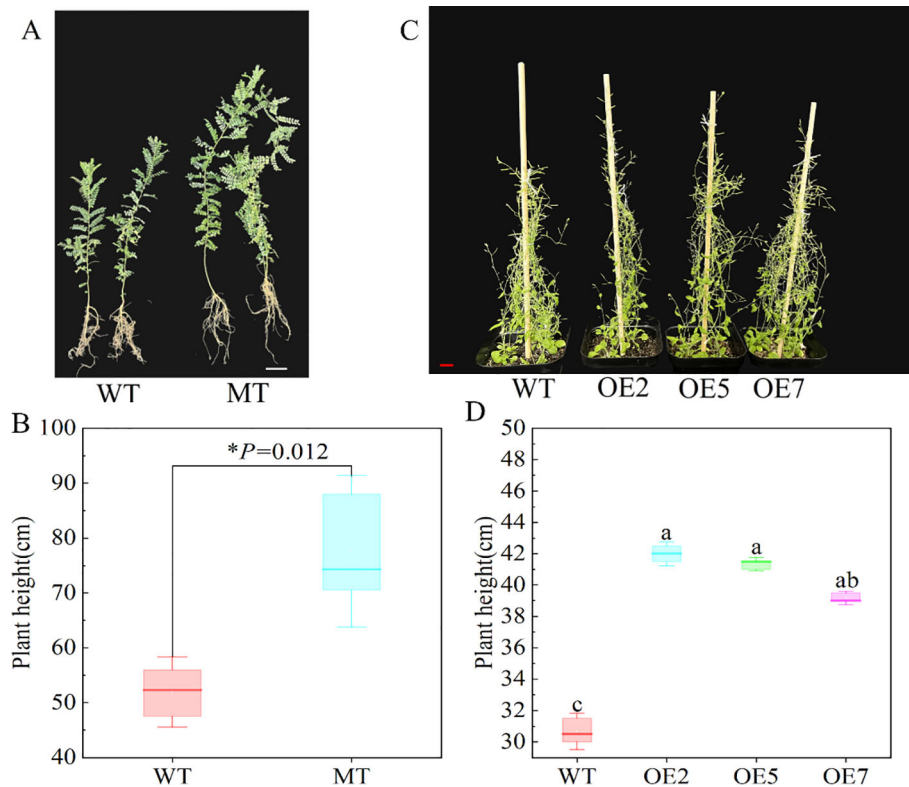 A
C
WT MT
WT OE2 OE5 OE7
B
Plant height(cm)
100
90
80
70
60
50
40
*P=0.012
WT MT
D
Plant height(cm)
50
48
46
44
42
40
38
36
34
32
30
c
a
a
ab
WT OE2 OE5 OE7